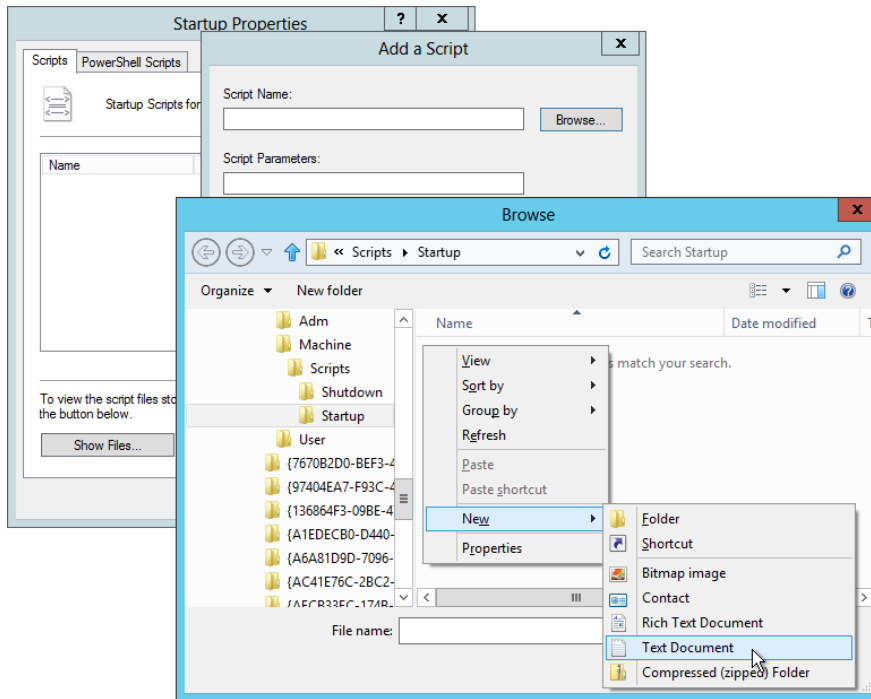 Startup Properties
?
x
Scripts
PowerShell Scripts
Startup Scripts for
Name
To view the script files sto
the button below.
Show Files...
Add a Script
x
Script Name:
Browse...
Script Parameters:
Browse
x
« Scripts Startup
Search Startup
Organize
New folder
Adm
Machine
Scripts
Shutdown
Startup
User
{7670B2D0-BEF3-4
{97404EA7-F93C-4
{136864F3-09BE-4
{A1EDECB0-D440-
{A6A81D9D-7096-
{AC41E76C-2BC2-
Name
Date modified
T
s match your search.
View
Sort by
Group by
Refresh
Paste
Paste shortcut
New
Properties
Folder
Shortcut
Bitmap image
Contact
Rich Text Document
Text Document
Compressed (zipped) Folder
File name: